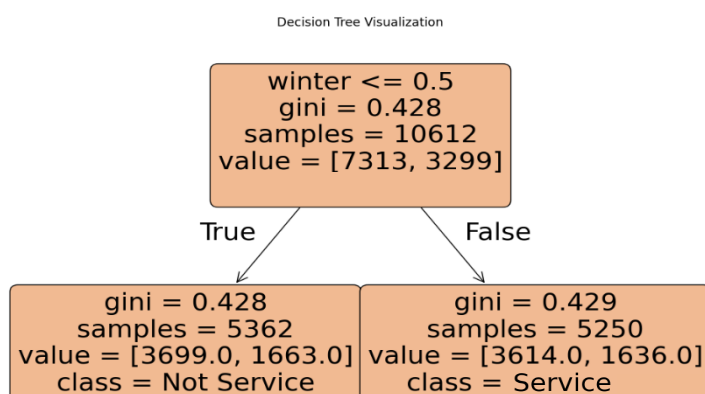 Decision Tree Visualization
winter <= 0.5
gini = 0.428
samples = 10612
value = [7313, 3299]
True
False
gini = 0.428
samples = 5362
value = [3699.0, 1663.0]
class = Not Service
gini = 0.429
samples = 5250
value = [3614.0, 1636.0]
class = Service